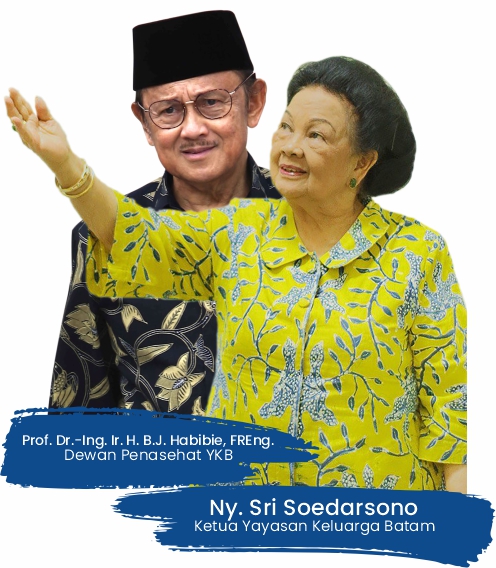 Prof. Dr.-Ing. Ir. H. B.J. Habibie, FREng.
Dewan Penasehat YKB
Ny. Sri Soedarsono
Ketua Yayasan Keluarga Batam